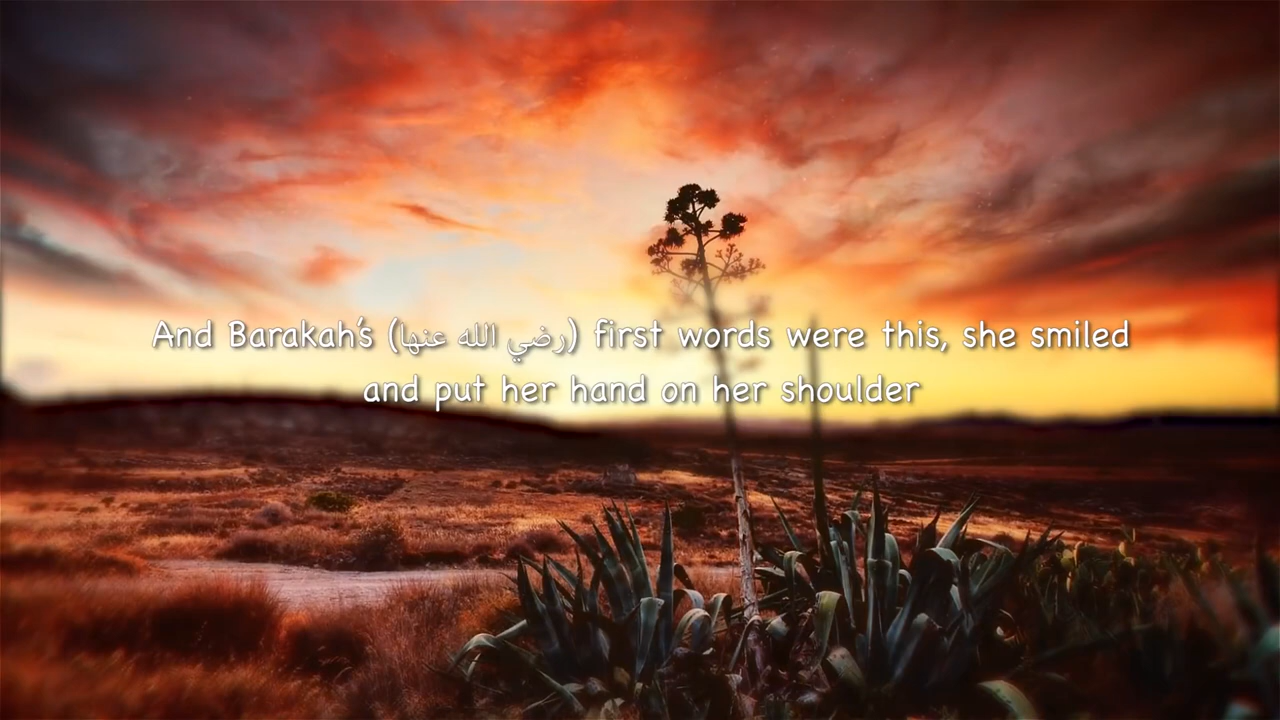 And Barakah's (رضي الله عنها) first words were this, she smiled
and put her hand on her shoulder